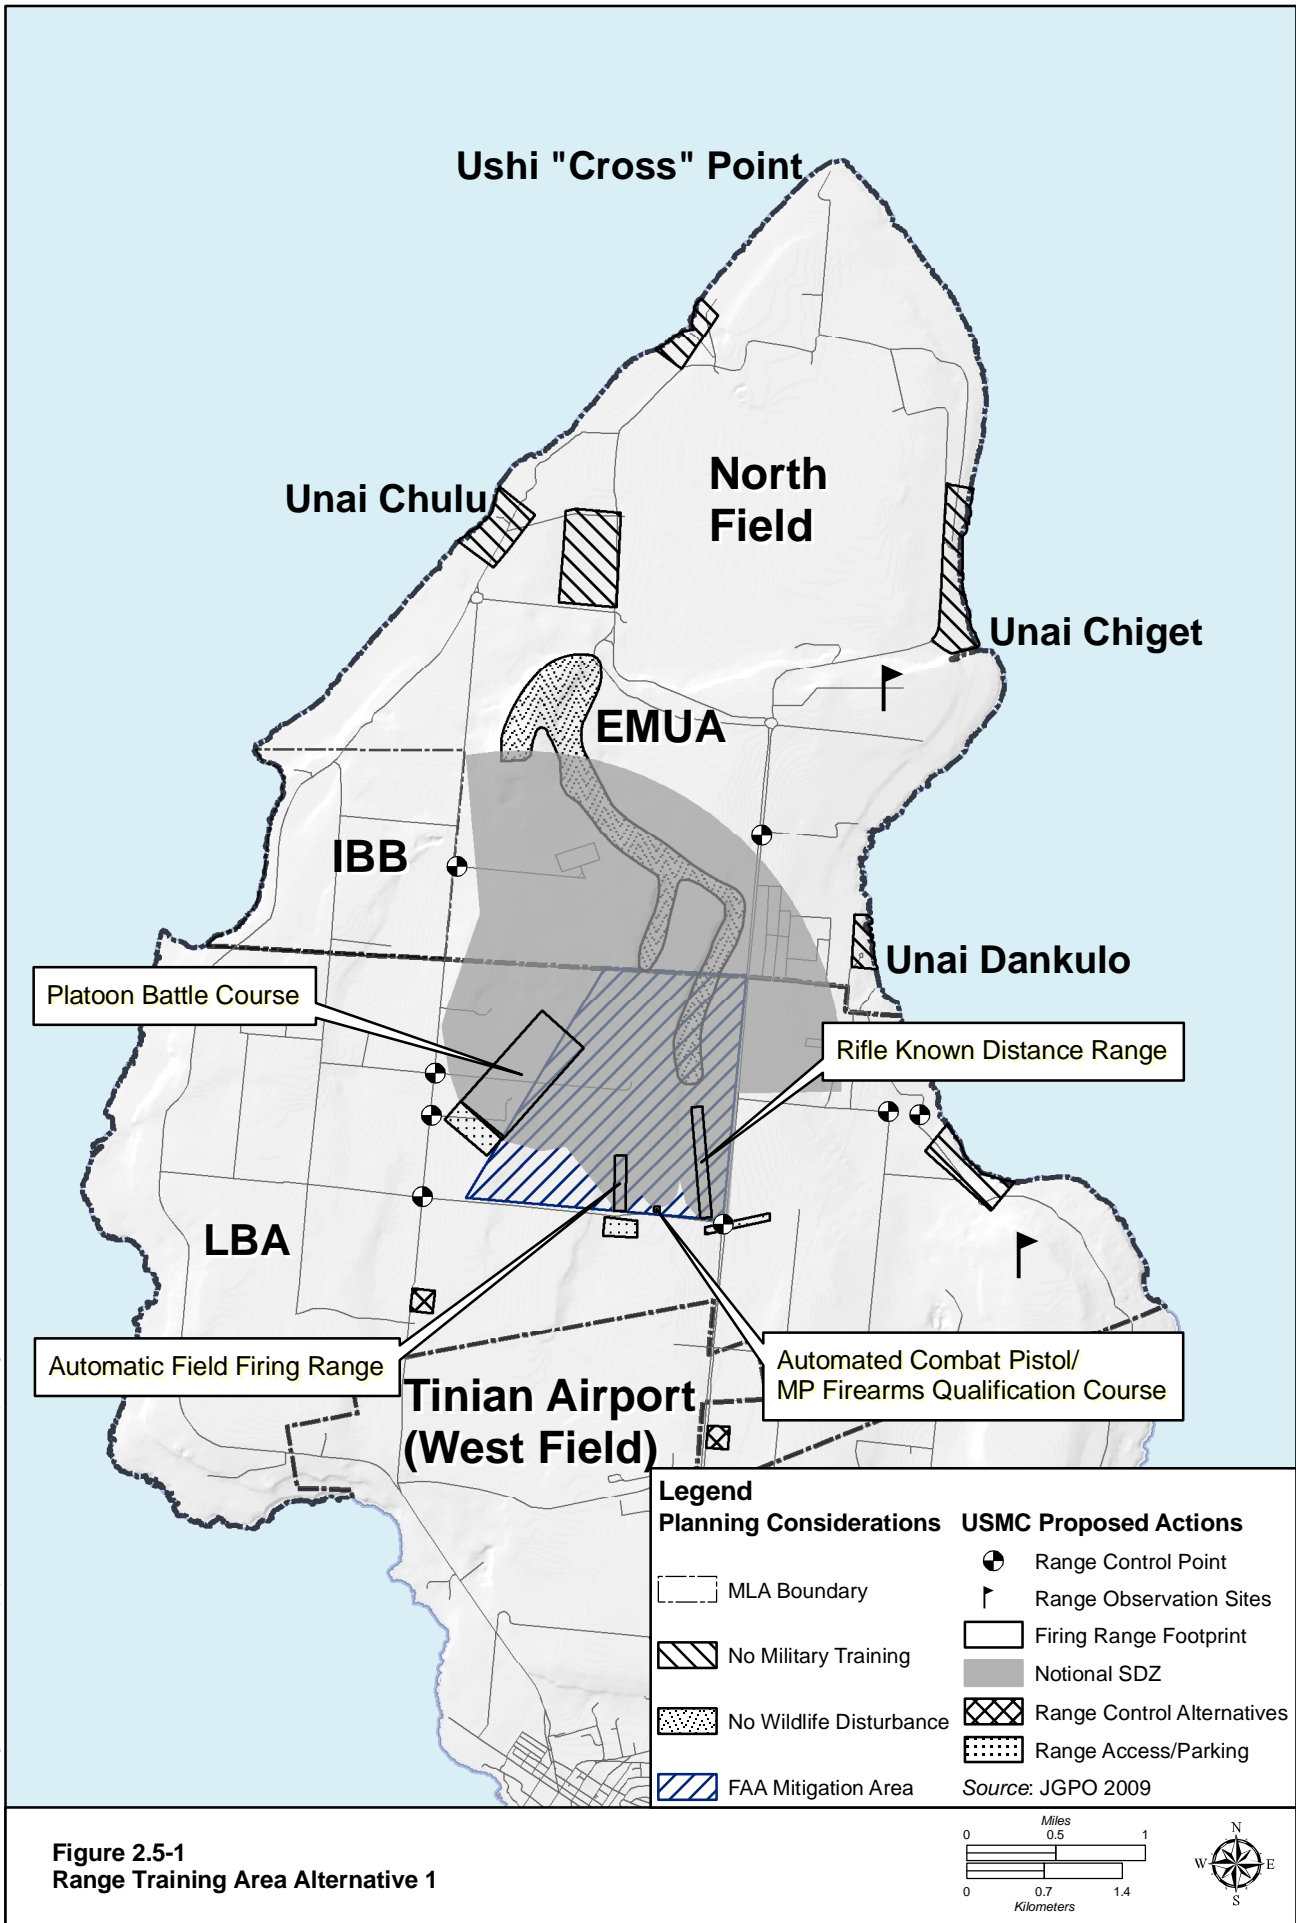 Ushi "Cross" Point
North
Field
Unai Chulu
Unai Chiget
EMUA
IBB
Unai Dankulo
Platoon Battle Course
Rifle Known Distance Range
LBA
Automatic Field Firing Range
Automated Combat Pistol/
MP Firearms Qualification Course
Tinian Airport
(West Field)
Legend
Planning Considerations
MLA Boundary
No Military Training
No Wildlife Disturbance
FAA Mitigation Area
USMC Proposed Actions
Range Control Point
Range Observation Sites
Firing Range Footprint
Notional SDZ
Range Control Alternatives
Range Access/Parking
Source: JGPO 2009
Figure 2.5-1
Range Training Area Alternative 1
Miles
0 0.5 1
0 0.7 1.4
Kilometers
N
W E
S